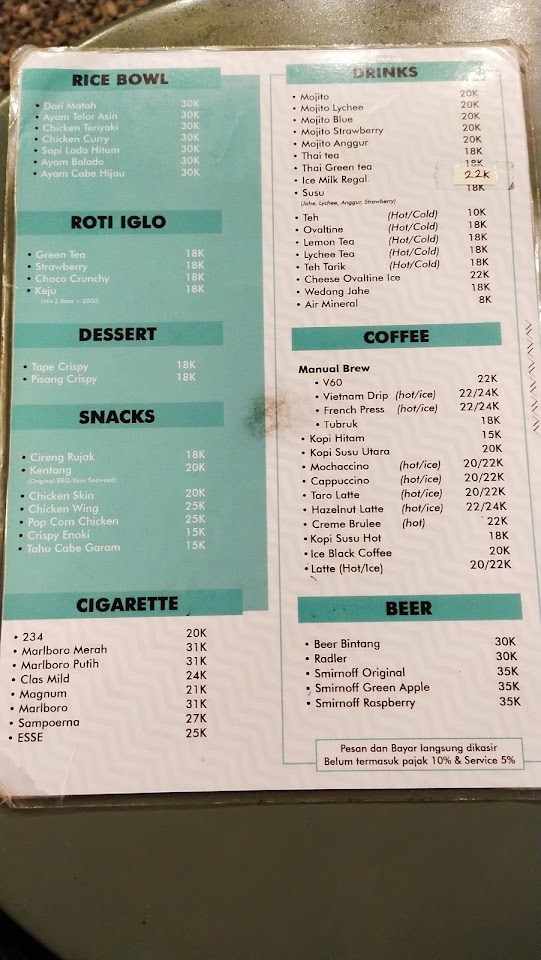 RICE BOWL
• Dori Matah 30K
• Ayam Telor Asin 30K
• Chicken Teriyaki 30K
• Chicken Curry 30K
• Sapi Lada Hitam 30K
• Ayam Balado 30K
• Ayam Cabe Hijau 30K
ROTI IGLO
• Green Tea 18K
• Strawberry 18K
• Choco Crunchy 18K
• Keju 18K
(Mix 2 Rasa + 2000)
DESSERT
• Tape Crispy 18K
• Pisang Crispy 18K
SNACKS
• Cireng Rujak 18K
• Kentang 20K
(Original/BBQ/Keju Seaweed)
• Chicken Skin 20K
• Chicken Wing 25K
• Pop Corn Chicken 25K
• Crispy Enoki 15K
• Tahu Cabe Garam 15K
CIGARETTE
• 234 20K
• Marlboro Merah 31K
• Marlboro Putih 31K
• Clas Mild 24K
• Magnum 21K
• Marlboro 31K
• Sampoerna 27K
• ESSE 25K
DRINKS
• Mojito 20K
• Mojito Lychee 20K
• Mojito Blue 20K
• Mojito Strawberry 20K
• Mojito Anggur 20K
• Thai tea 18K
• Thai Green tea 18K
• Ice Milk Regal 22K
• Susu 18K
(Jahe, Lychee, Anggur, Strawberry)
• Teh (Hot/Cold) 10K
• Ovaltine (Hot/Cold) 18K
• Lemon Tea (Hot/Cold) 18K
• Lychee Tea (Hot/Cold) 18K
• Teh Tarik (Hot/Cold) 18K
• Cheese Ovaltine Ice 22K
• Wedang Jahe 18K
• Air Mineral 8K
COFFEE
Manual Brew
• V60 22K
• Vietnam Drip (hot/ice) 22/24K
• French Press (hot/ice) 22/24K
• Tubruk 18K
• Kopi Hitam 15K
• Kopi Susu Utara 20K
• Mochaccino (hot/ice) 20/22K
• Cappuccino (hot/ice) 20/22K
• Taro Latte (hot/ice) 20/22K
• Hazelnut Latte (hot/ice) 22/24K
• Creme Brulee (hot) 22K
• Kopi Susu Hot 18K
• Ice Black Coffee 20K
• Latte (Hot/Ice) 20/22K
BEER
• Beer Bintang 30K
• Radler 30K
• Smirnoff Original 35K
• Smirnoff Green Apple 35K
• Smirnoff Raspberry 35K
Pesan dan Bayar langsung dikasir
Belum termasuk pajak 10% & Service 5%